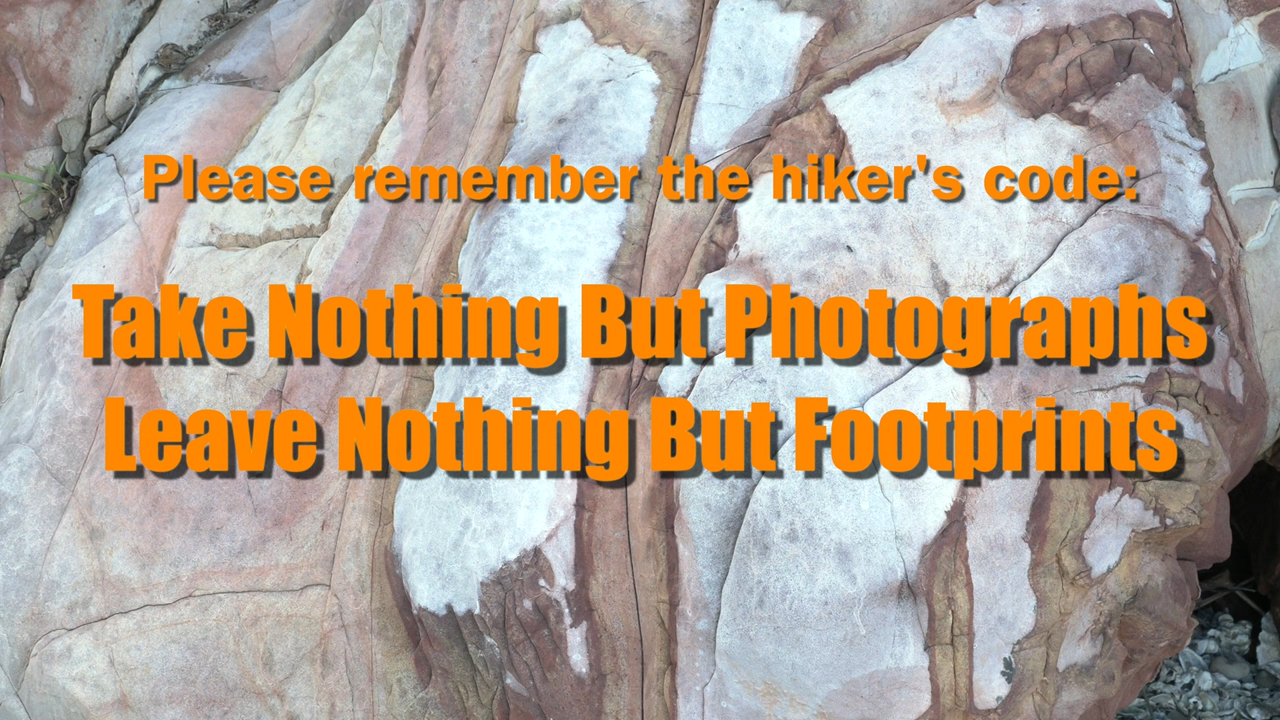 Please remember the hiker's code:
Take Nothing But Photographs
Leave Nothing But Footprints